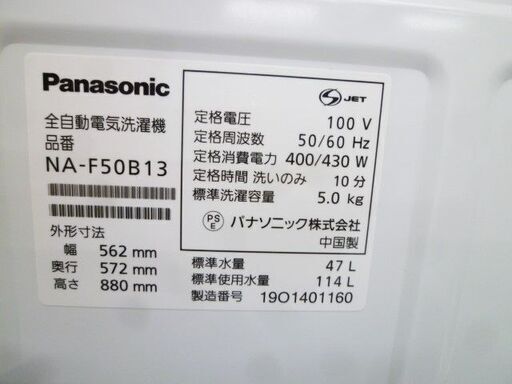 Panasonic
全自動電気洗濯機
品番
NA-F50B13
外形寸法
幅 562 mm
奥行 572 mm
高さ 880 mm
S JET
定格電圧 100 V
定格周波数 50/60 Hz
定格消費電力 400/430 W
定格時間 洗いのみ 10 分
標準洗濯容量 5.0 kg
PS
E
パナソニック株式会社
中国製
標準水量 47 L
標準使用水量 114 L
製造番号 19O1401160